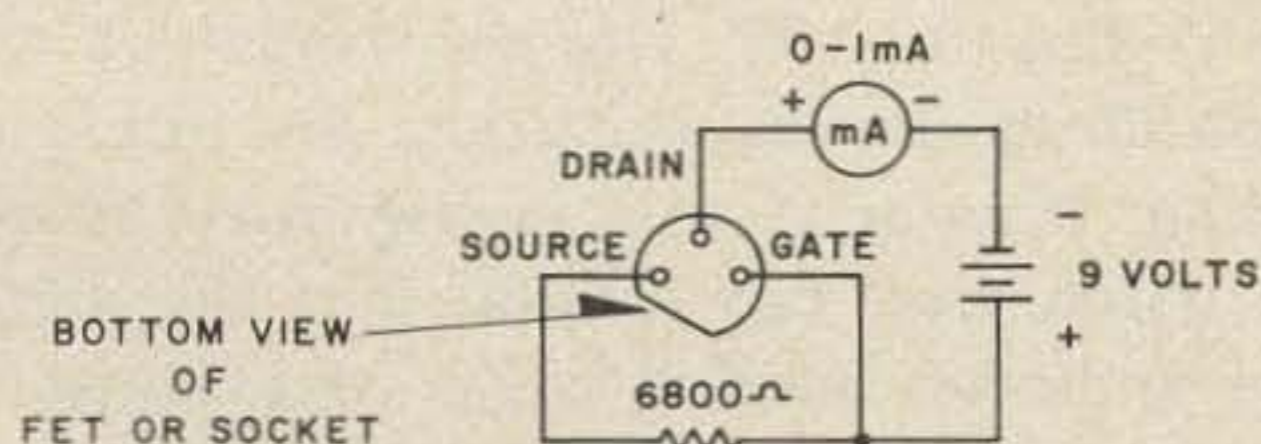 0-1mA
+ mA -
DRAIN
SOURCE GATE
-
9 VOLTS
+
BOTTOM VIEW
OF
FET OR SOCKET
6800Ω